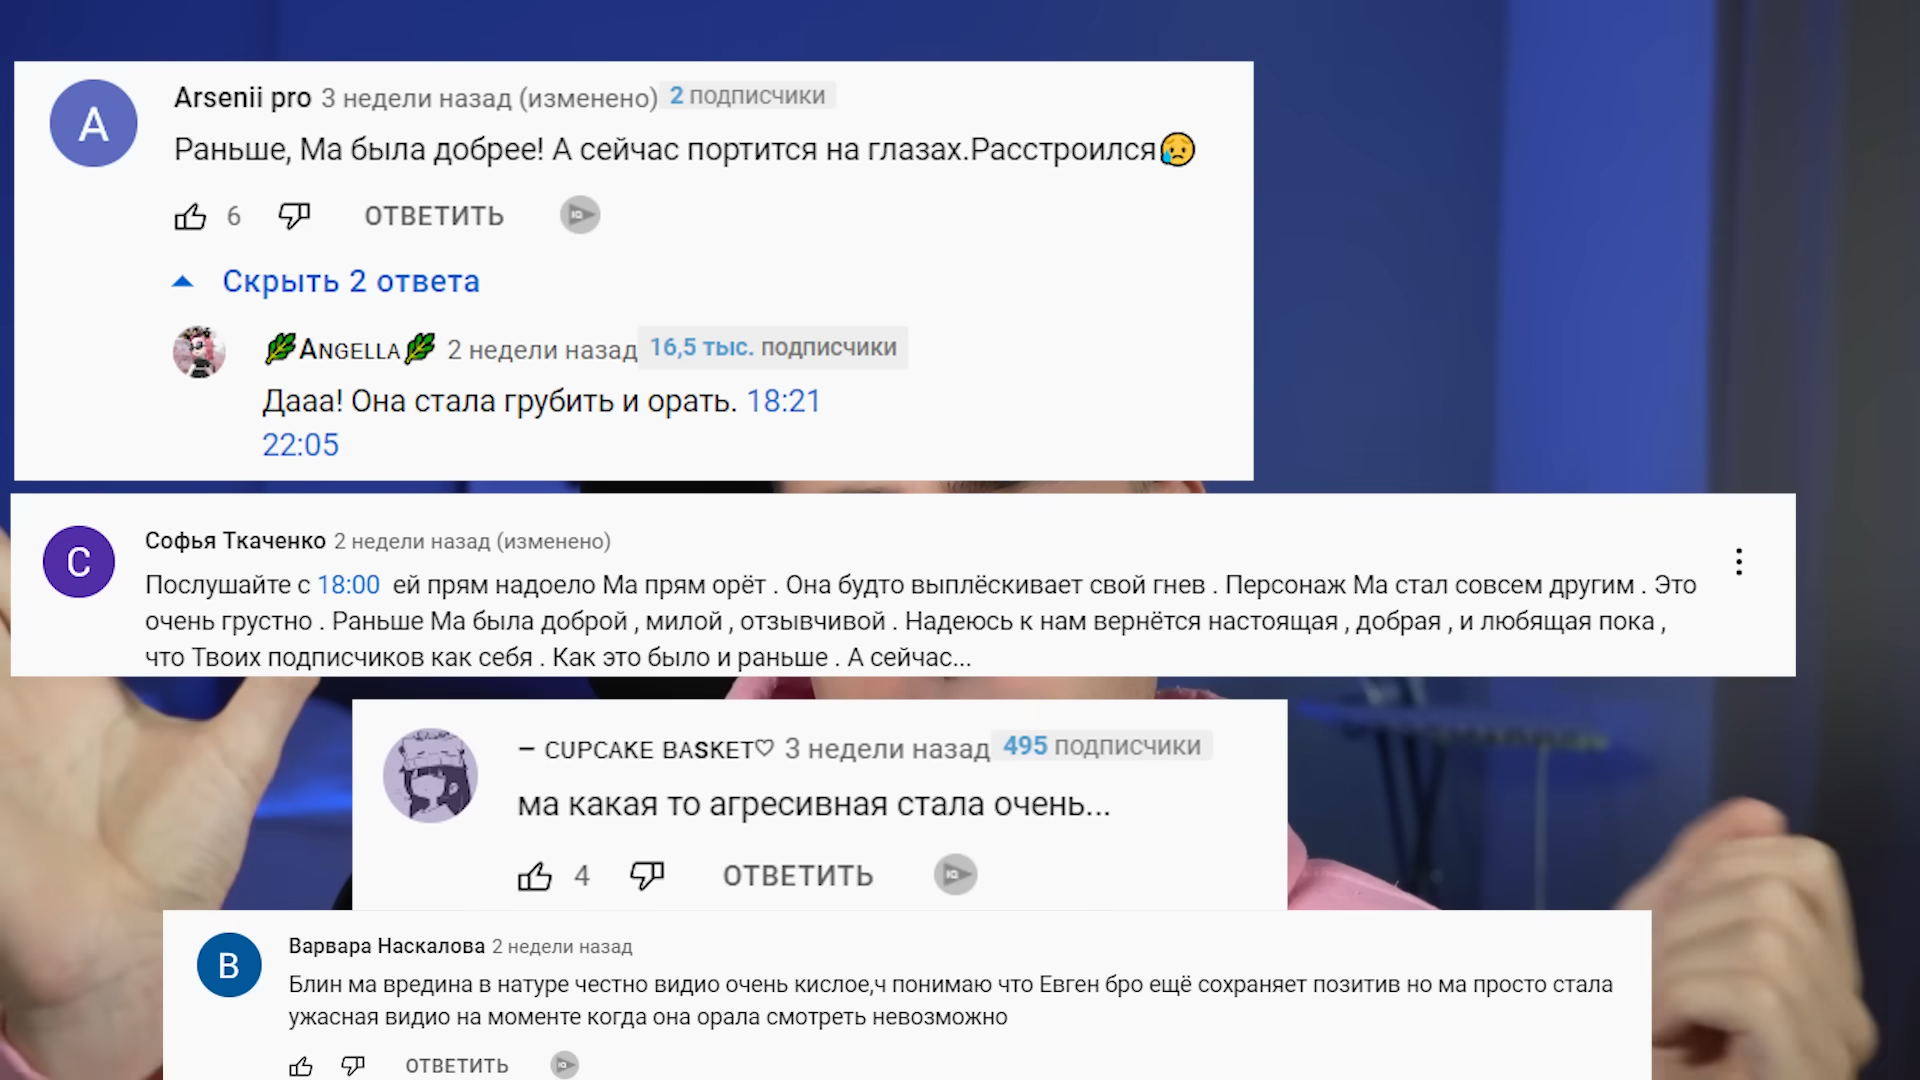 A
Arsenii pro 3 недели назад (изменено) 2 подписчики
Раньше, Ма была добрее! А сейчас портится на глазах.Расстроился😥
6 ОТВЕТИТЬ IQ
Скрыть 2 ответа
🌿Angella🌿 2 недели назад 16,5 тыс. подписчики
Дааа! Она стала грубить и орать. 18:21
22:05
С
Софья Ткаченко 2 недели назад (изменено)
Послушайте с 18:00 ей прям надоело Ма прям орёт . Она будто выплёскивает свой гнев . Персонаж Ма стал совсем другим . Это
очень грустно . Раньше Ма была доброй , милой , отзывчивой . Надеюсь к нам вернётся настоящая , добрая , и любящая пока ,
что Твоих подписчиков как себя . Как это было и раньше . А сейчас...
– CUPCAKE BASKET♡ 3 недели назад 495 подписчики
ма какая то агресивная стала очень...
4 ОТВЕТИТЬ IQ
В
Варвара Наскалова 2 недели назад
Блин ма вредина в натуре честно видио очень кислое,ч понимаю что Евген бро ещё сохраняет позитив но ма просто стала
ужасная видио на моменте когда она орала смотреть невозможно
ОТВЕТИТЬ IQ